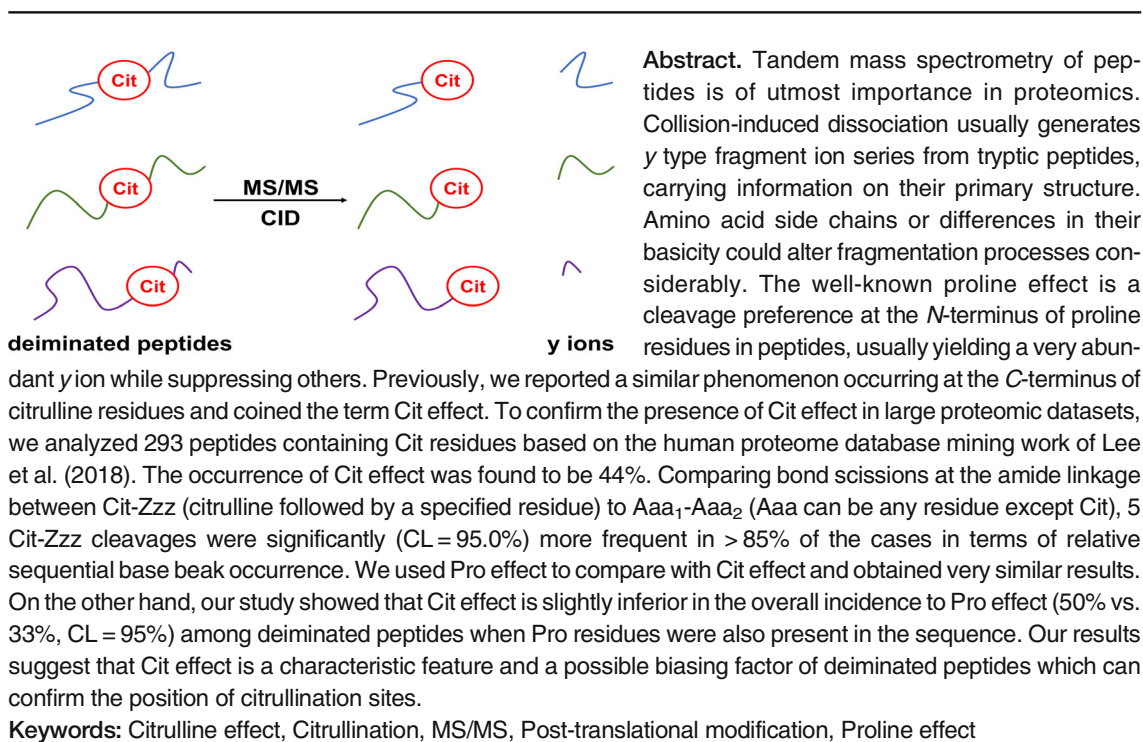 Cit
Cit
Cit
Cit
MS/MS
CID
Cit
Cit
deiminated peptides
y ions
Abstract. Tandem mass spectrometry of pep-
tides is of utmost importance in proteomics.
Collision-induced dissociation usually generates
y type fragment ion series from tryptic peptides,
carrying information on their primary structure.
Amino acid side chains or differences in their
basicity could alter fragmentation processes con-
siderably. The well-known proline effect is a
cleavage preference at the N-terminus of proline
residues in peptides, usually yielding a very abun-
dant y ion while suppressing others. Previously, we reported a similar phenomenon occurring at the C-terminus of
citrulline residues and coined the term Cit effect. To confirm the presence of Cit effect in large proteomic datasets,
we analyzed 293 peptides containing Cit residues based on the human proteome database mining work of Lee
et al. (2018). The occurrence of Cit effect was found to be 44%. Comparing bond scissions at the amide linkage
between Cit-Zzz (citrulline followed by a specified residue) to Aaa₁-Aaa₂ (Aaa can be any residue except Cit), 5
Cit-Zzz cleavages were significantly (CL = 95.0%) more frequent in > 85% of the cases in terms of relative
sequential base beak occurrence. We used Pro effect to compare with Cit effect and obtained very similar results.
On the other hand, our study showed that Cit effect is slightly inferior in the overall incidence to Pro effect (50% vs.
33%, CL = 95%) among deiminated peptides when Pro residues were also present in the sequence. Our results
suggest that Cit effect is a characteristic feature and a possible biasing factor of deiminated peptides which can
confirm the position of citrullination sites.
Keywords: Citrulline effect, Citrullination, MS/MS, Post-translational modification, Proline effect